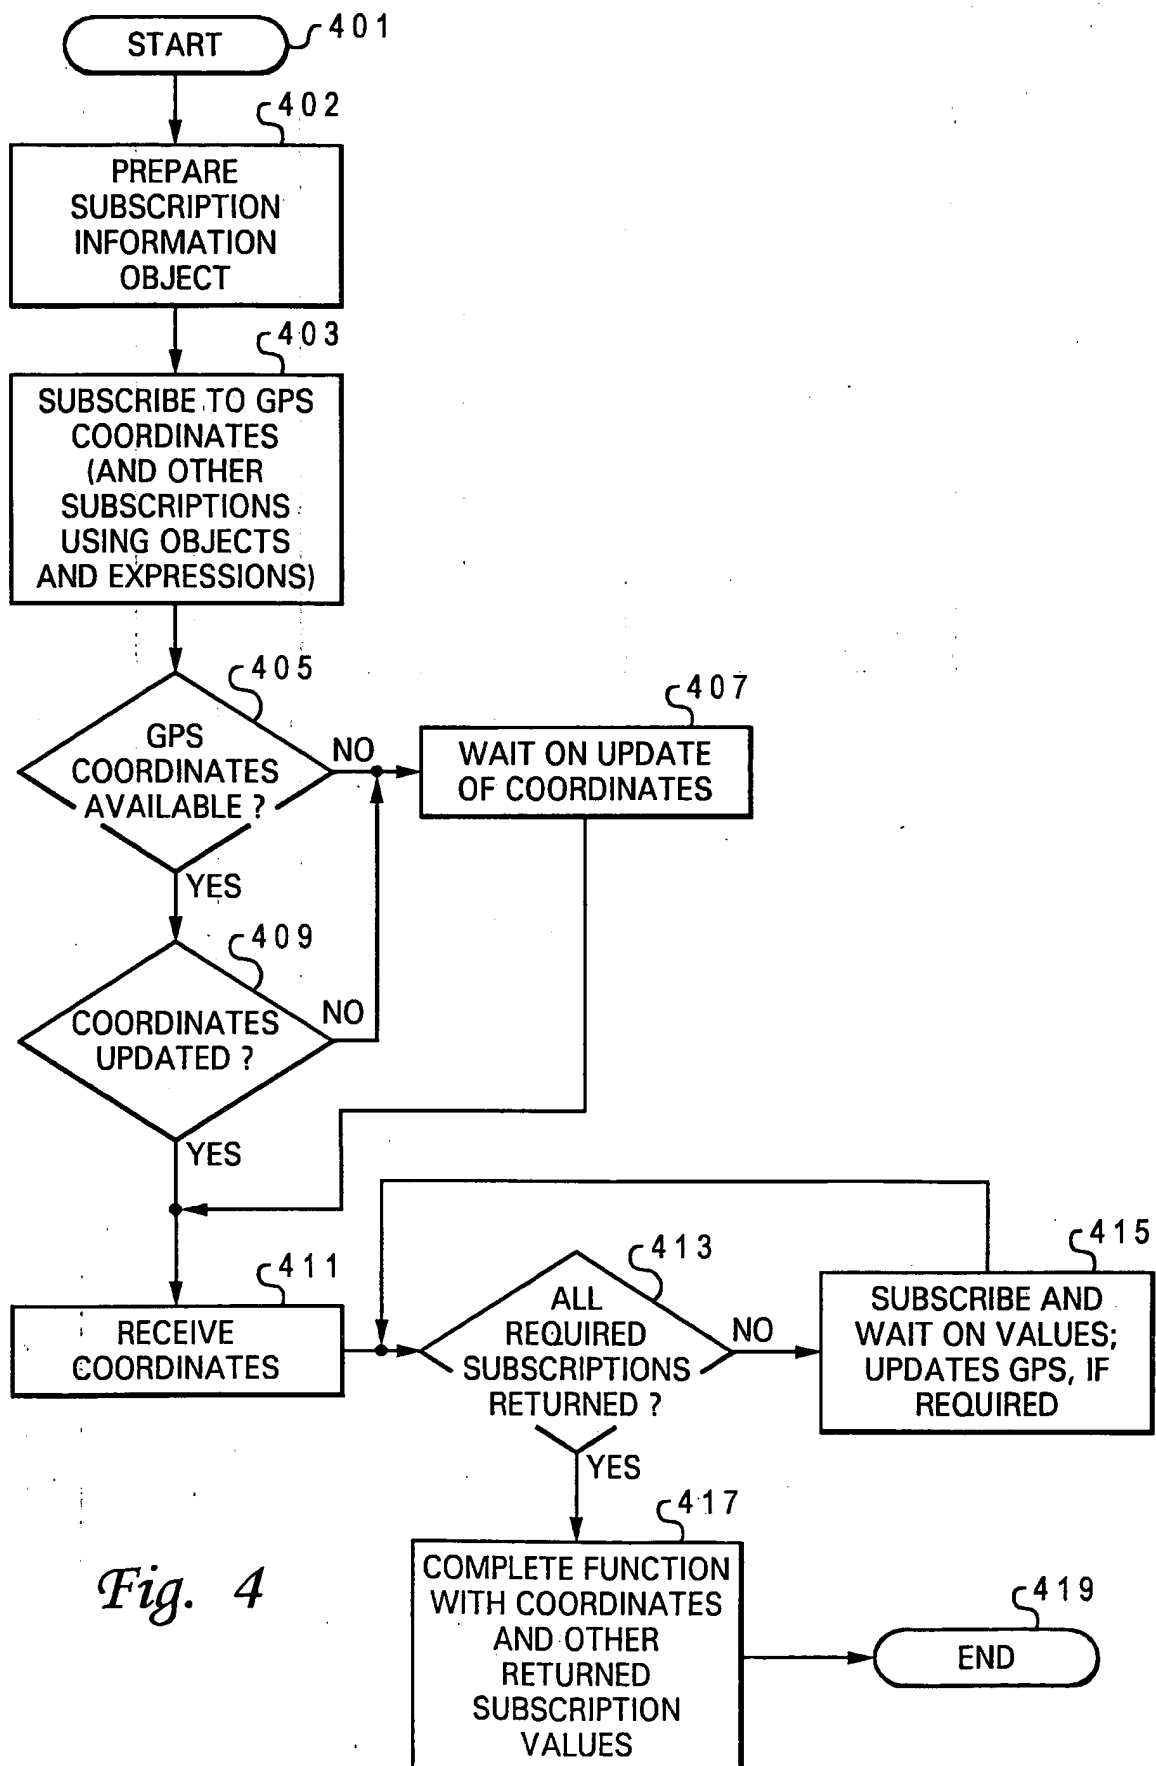 START
401
402
PREPARE
SUBSCRIPTION
INFORMATION
OBJECT
403
SUBSCRIBE TO GPS
COORDINATES
(AND OTHER
SUBSCRIPTIONS
USING OBJECTS
AND EXPRESSIONS)
405
GPS
COORDINATES
AVAILABLE ?
NO
YES
407
WAIT ON UPDATE
OF COORDINATES
409
COORDINATES
UPDATED ?
NO
YES
411
RECEIVE
COORDINATES
413
ALL
REQUIRED
SUBSCRIPTIONS
RETURNED ?
NO
YES
415
SUBSCRIBE AND
WAIT ON VALUES;
UPDATES GPS, IF
REQUIRED
417
COMPLETE FUNCTION
WITH COORDINATES
AND OTHER
RETURNED
SUBSCRIPTION
VALUES
419
END
Fig. 4